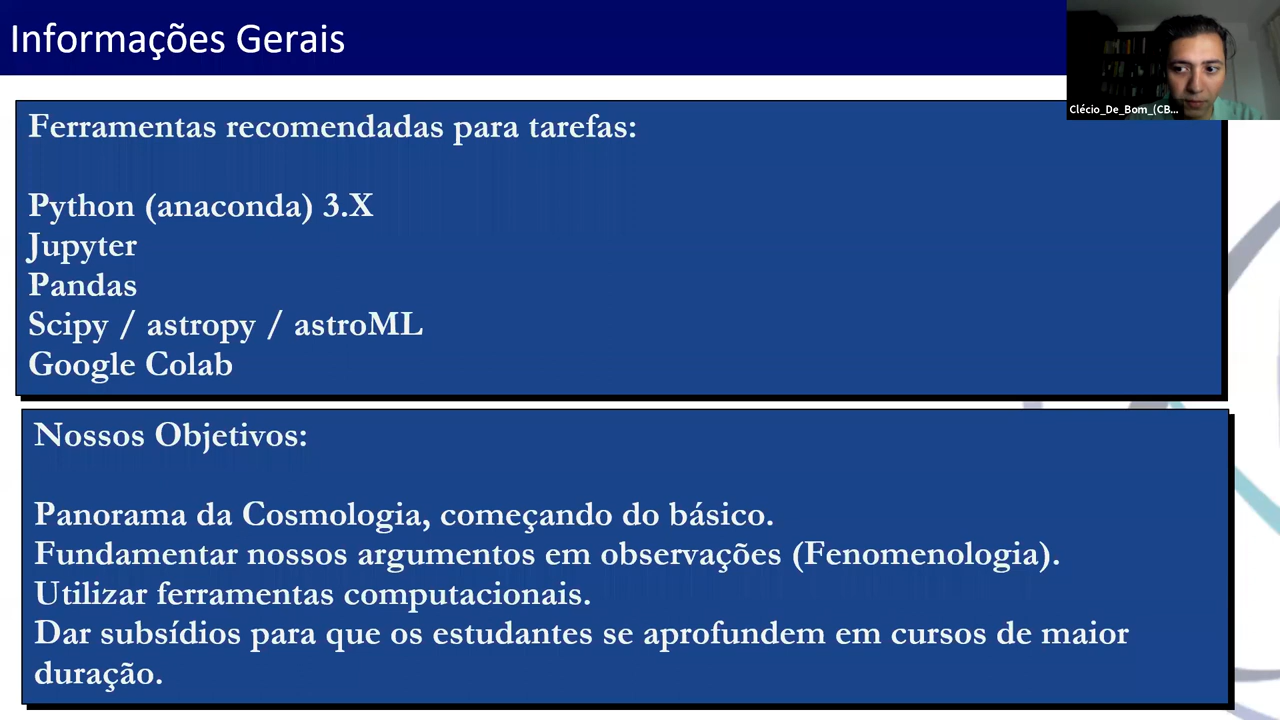 Informações Gerais
Clécio_De_Bom_(CB...
Ferramentas recomendadas para tarefas:
Python (anaconda) 3.X
Jupyter
Pandas
Scipy / astropy / astroML
Google Colab
Nossos Objetivos:
Panorama da Cosmologia, começando do básico.
Fundamentar nossos argumentos em observações (Fenomenologia).
Utilizar ferramentas computacionais.
Dar subsídios para que os estudantes se aprofundem em cursos de maior
duração.